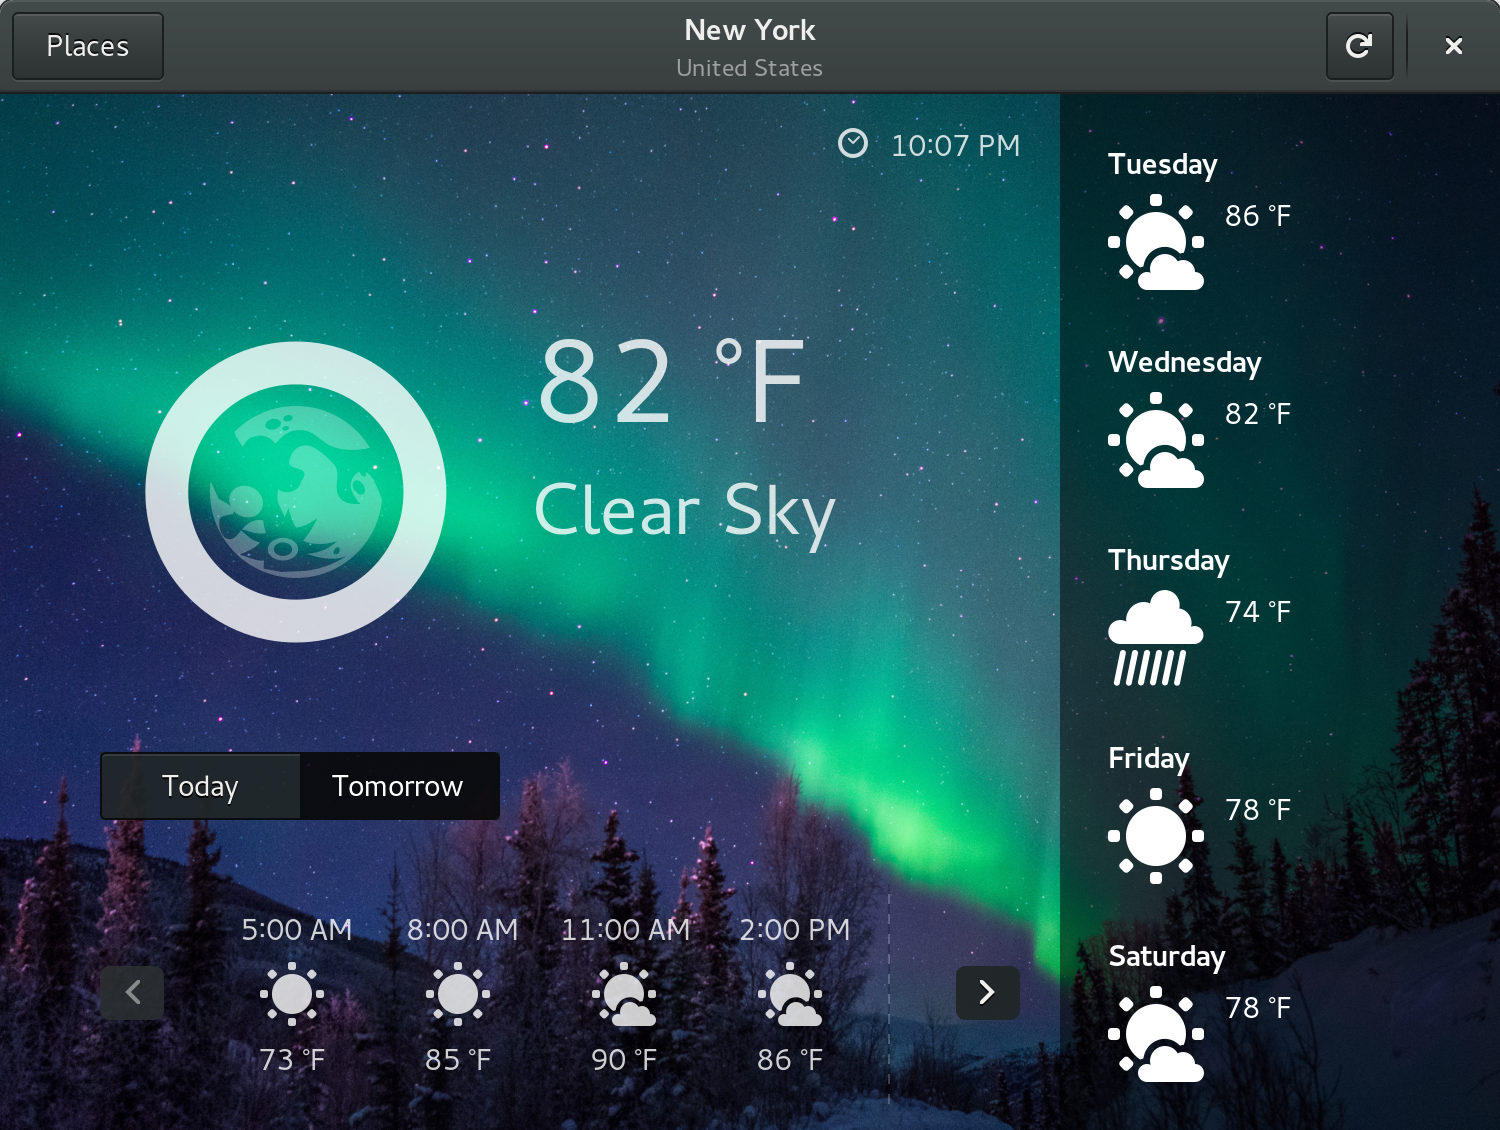 Places
New York
United States
10:07 PM
82 °F
Clear Sky
Today
Tomorrow
5:00 AM
8:00 AM
11:00 AM
2:00 PM
73 °F
85 °F
90 °F
86 °F
Tuesday
86 °F
Wednesday
82 °F
Thursday
74 °F
Friday
78 °F
Saturday
78 °F